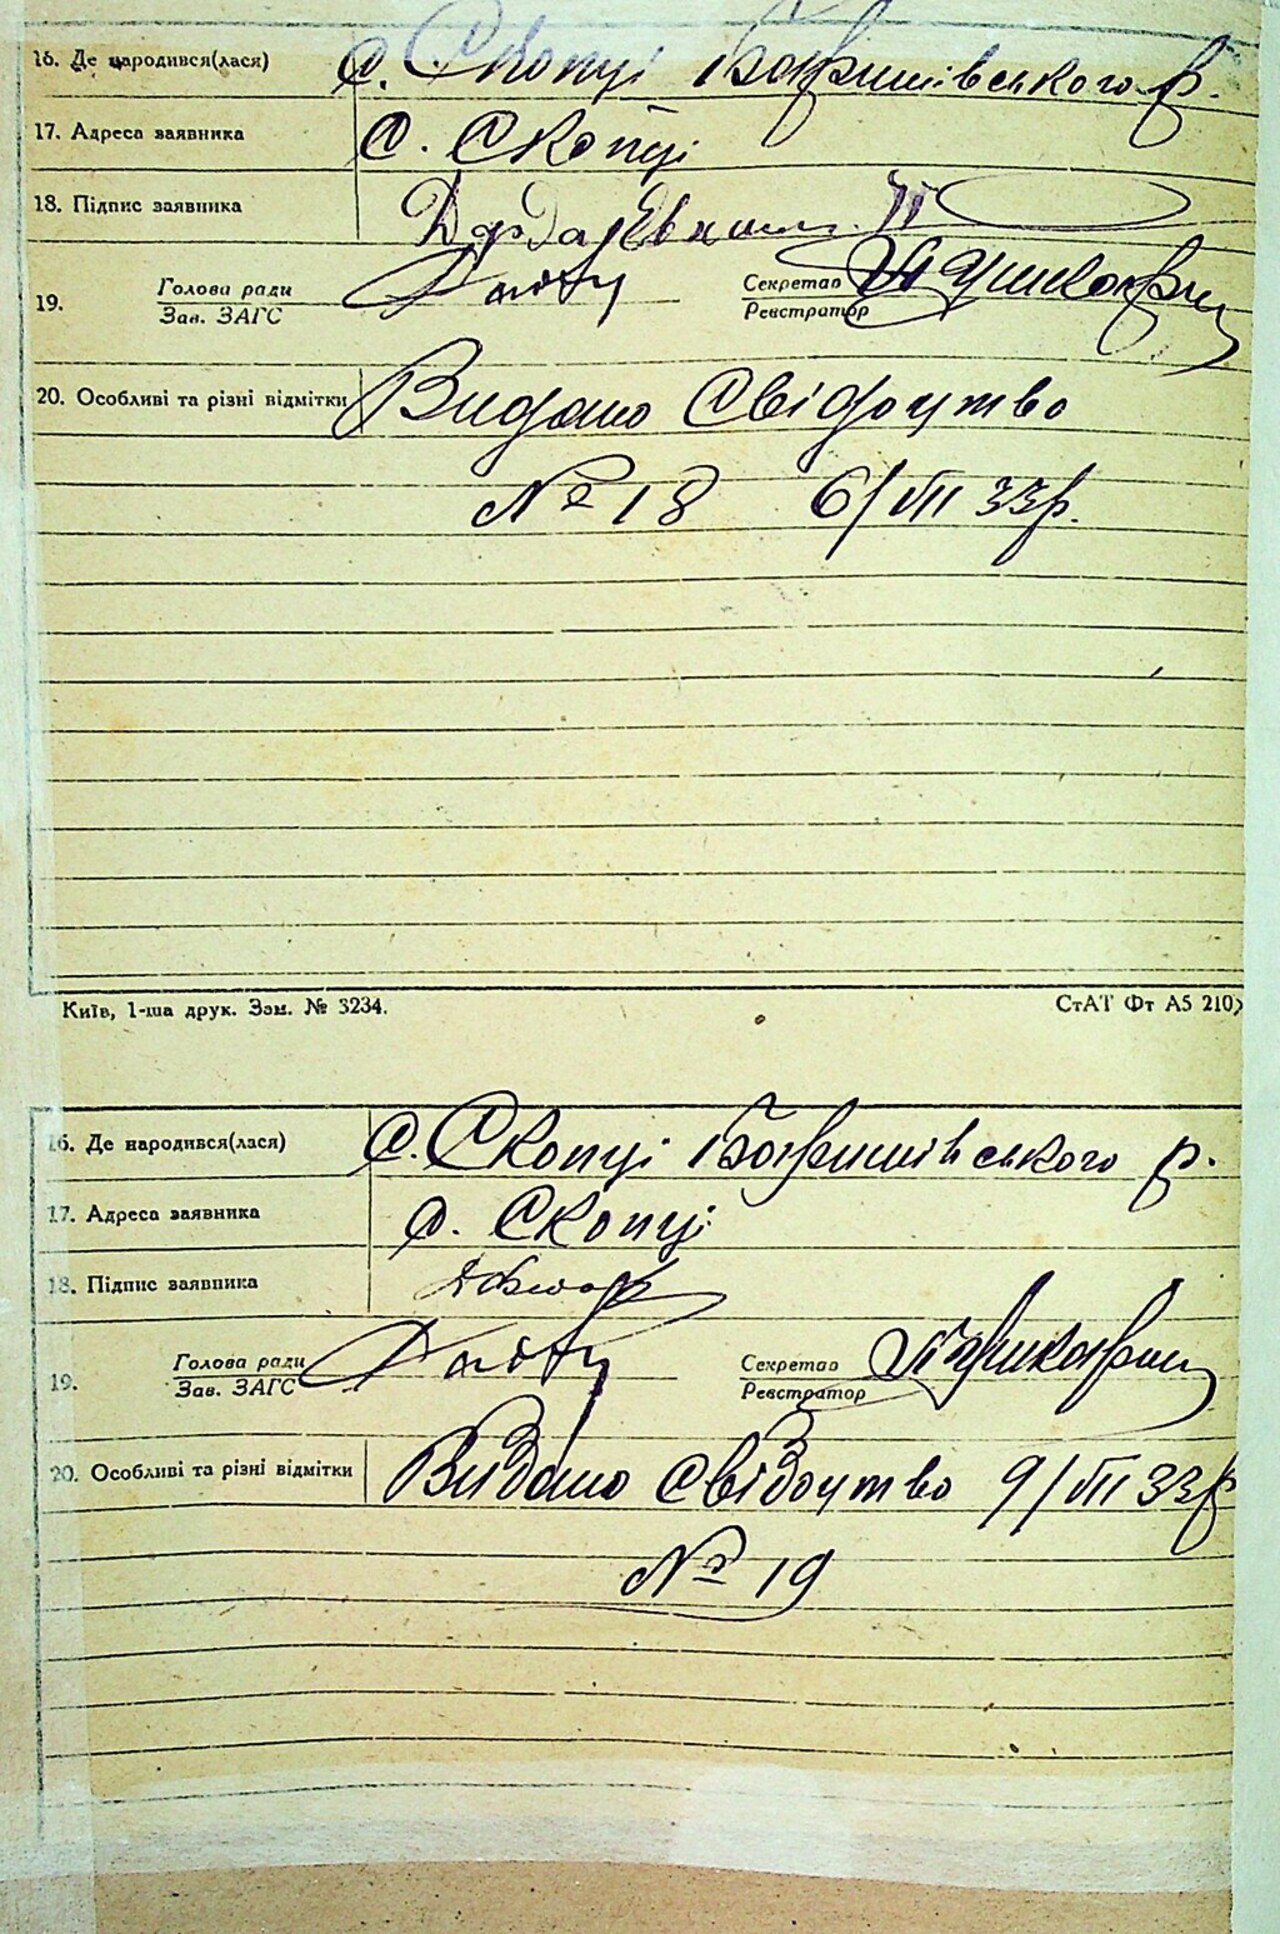 16. Де народився(лася) с. Скопці Баришівського р.
17. Адреса заявника с. Скопці
18. Підпис заявника
19. Голова ради Секретар
Зав. ЗАГС Реєстратор
20. Особливі та різні відмітки Видано Свідоцтво
№ 18 6/VII 33р.
Київ, 1-ша друк. Зам. № 3234. СтАТ Фт А5 210
16. Де народився(лася) с. Скопці Баришівського р.
17. Адреса заявника с. Скопці
18. Підпис заявника
19. Голова ради Секретар
Зав. ЗАГС Реєстратор
20. Особливі та різні відмітки Видано Свідоцтво 9/VII 33р
№ 19